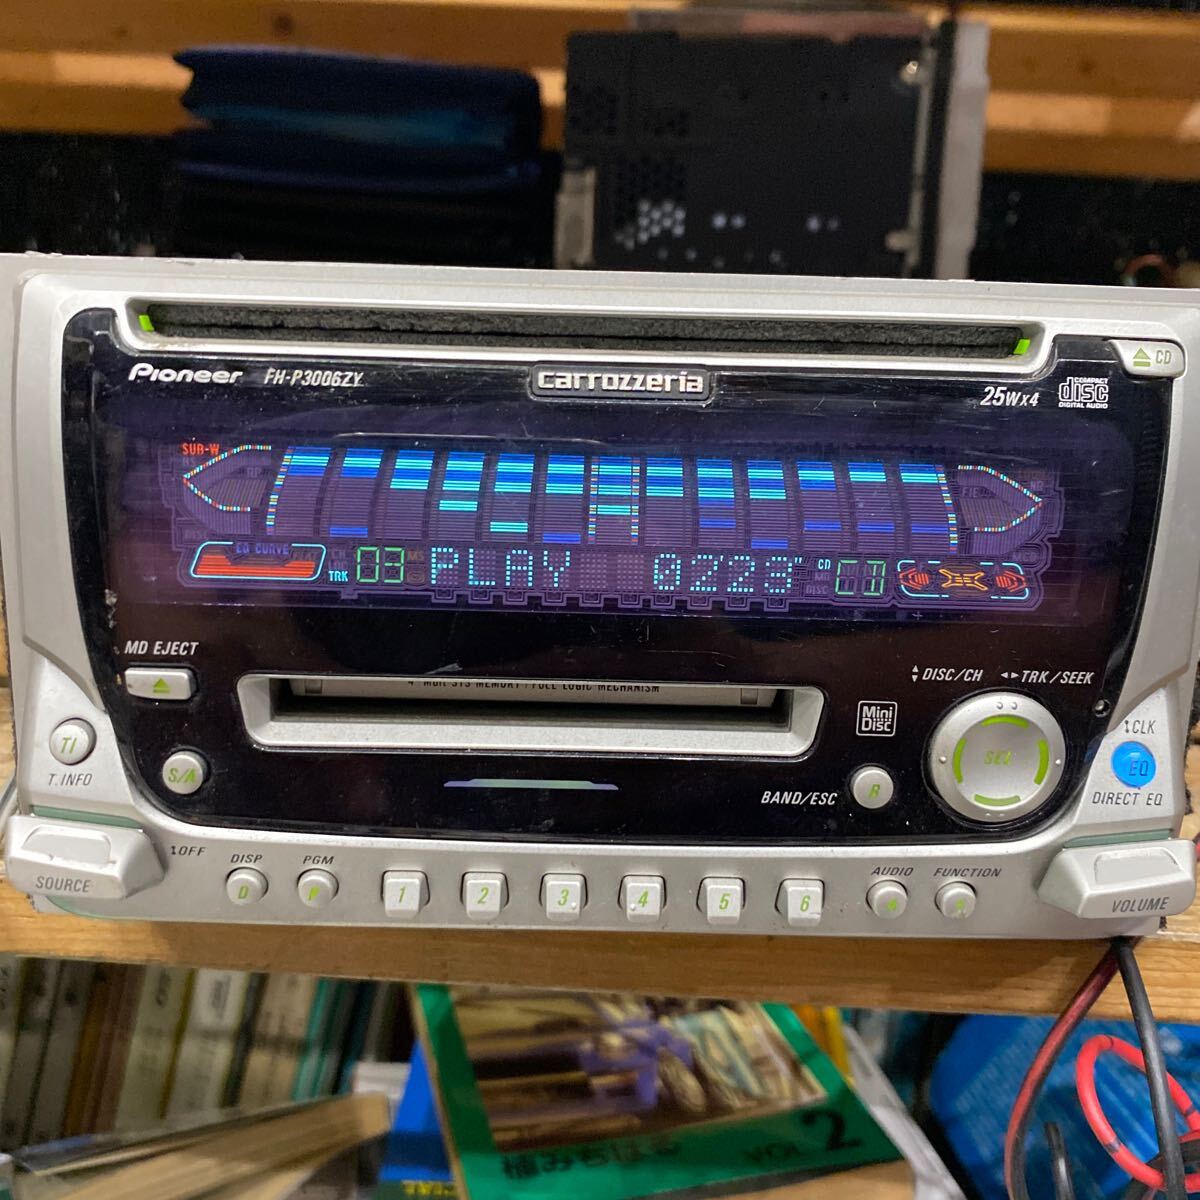 Pioneer FH-P3006ZY
carrozzeria
25W×4
COMPACT disc DIGITAL AUDIO
CD
SUB-W
EQ CURVE
TRK 03 PLAY 02'23" CD CD
MD EJECT
MEMORY / FULL LOGIC MECHANISM
Mini Disc
DISC/CH TRK/SEEK
SEL
CLK
EQ
DIRECT EQ
TI
T.INFO
S/A
BAND/ESC
B
SOURCE
OFF
DISP
D
PGM
P
1 2 3 4 5 6
AUDIO
A
FUNCTION
F
VOLUME
VOL 2